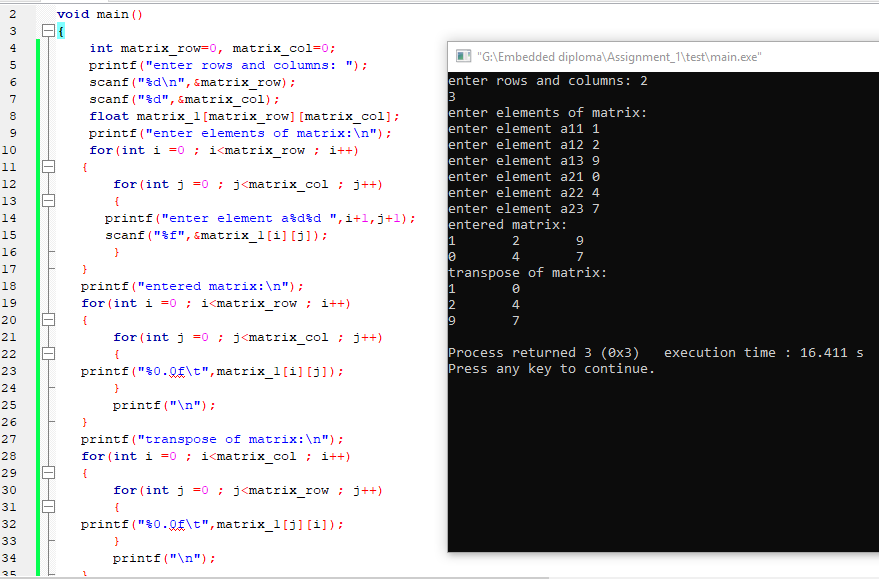 2 void main()
3 {
4 int matrix_row=0, matrix_col=0;
5 printf("enter rows and columns: ");
6 scanf("%d\n",&matrix_row);
7 scanf("%d",&matrix_col);
8 float matrix_1[matrix_row][matrix_col];
9 printf("enter elements of matrix:\n");
10 for(int i =0 ; i<matrix_row ; i++)
11 {
12 for(int j =0 ; j<matrix_col ; j++)
13 {
14 printf("enter element a%d%d ",i+1,j+1);
15 scanf("%f",&matrix_1[i][j]);
16 }
17 }
18 printf("entered matrix:\n");
19 for(int i =0 ; i<matrix_row ; i++)
20 {
21 for(int j =0 ; j<matrix_col ; j++)
22 {
23 printf("%0.0f\t",matrix_1[i][j]);
24 }
25 printf("\n");
26 }
27 printf("transpose of matrix:\n");
28 for(int i =0 ; i<matrix_col ; i++)
29 {
30 for(int j =0 ; j<matrix_row ; j++)
31 {
32 printf("%0.0f\t",matrix_1[j][i]);
33 }
34 printf("\n");
35 }
"G:\Embedded diploma\Assignment_1\test\main.exe"
enter rows and columns: 2
3
enter elements of matrix:
enter element a11 1
enter element a12 2
enter element a13 9
enter element a21 0
enter element a22 4
enter element a23 7
entered matrix:
1 2 9
0 4 7
transpose of matrix:
1 0
2 4
9 7
Process returned 3 (0x3) execution time : 16.411 s
Press any key to continue.